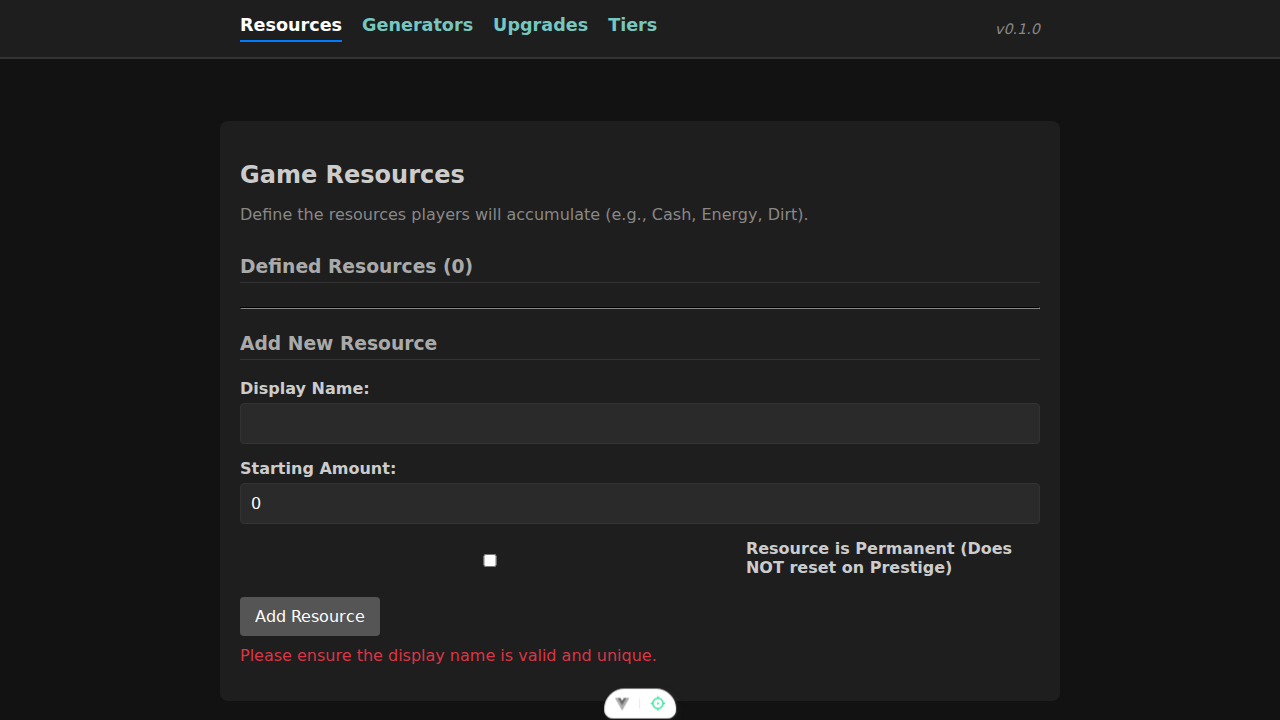 Resources Generators Upgrades Tiers v0.1.0
Game Resources
Define the resources players will accumulate (e.g., Cash, Energy, Dirt).
Defined Resources (0)
Add New Resource
Display Name:
Starting Amount:
0
Resource is Permanent (Does
NOT reset on Prestige)
Add Resource
Please ensure the display name is valid and unique.